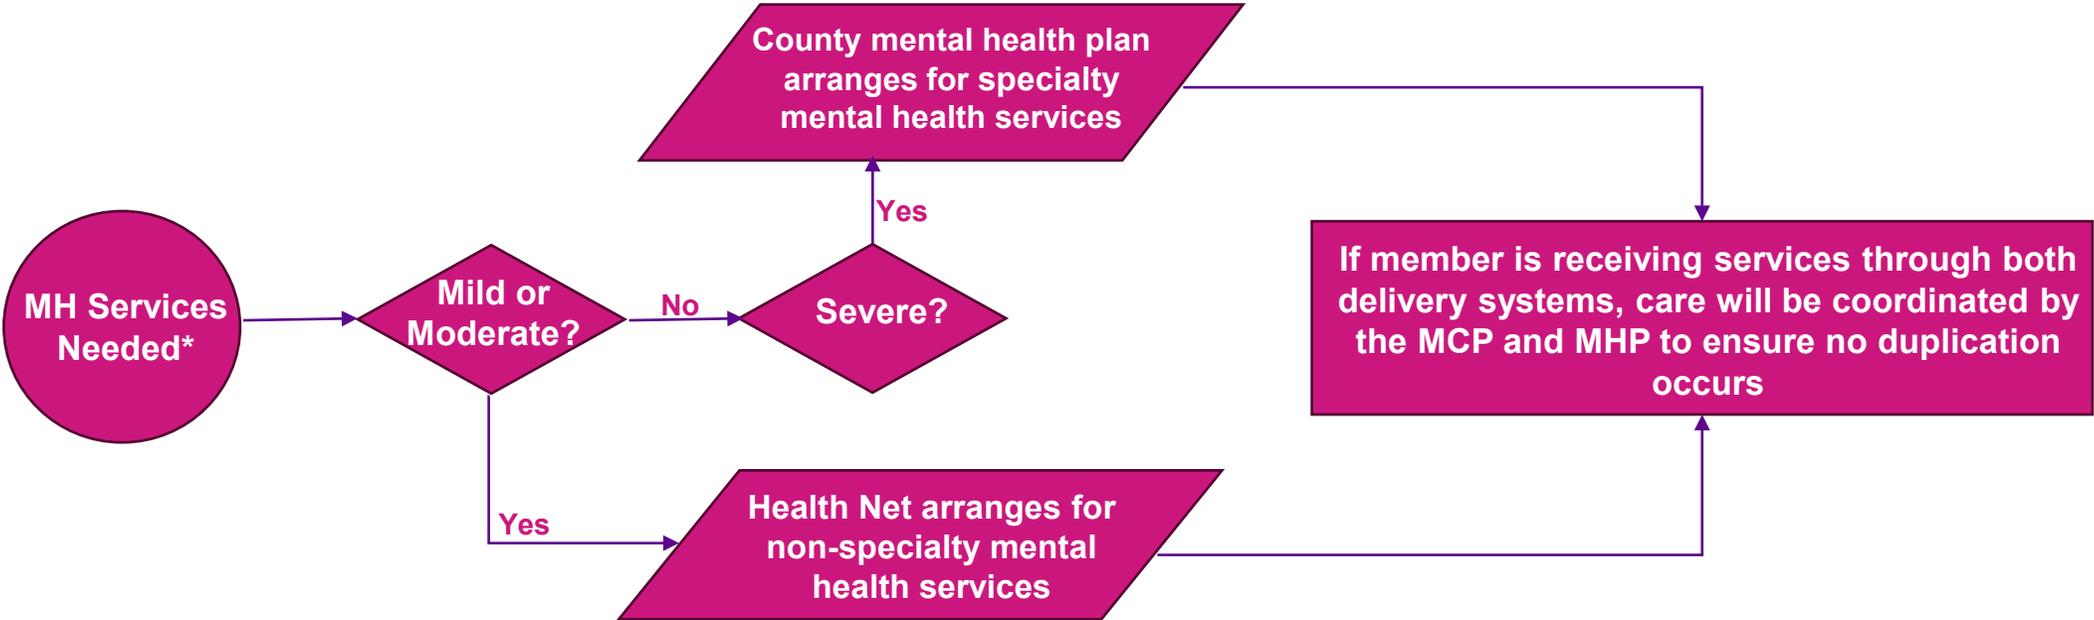 County mental health plan
arranges for specialty
mental health services
Yes
MH Services
Needed*
Mild or
Moderate?
No
Severe?
If member is receiving services through both
delivery systems, care will be coordinated by
the MCP and MHP to ensure no duplication
occurs
Yes
Health Net arranges for
non-specialty mental
health services